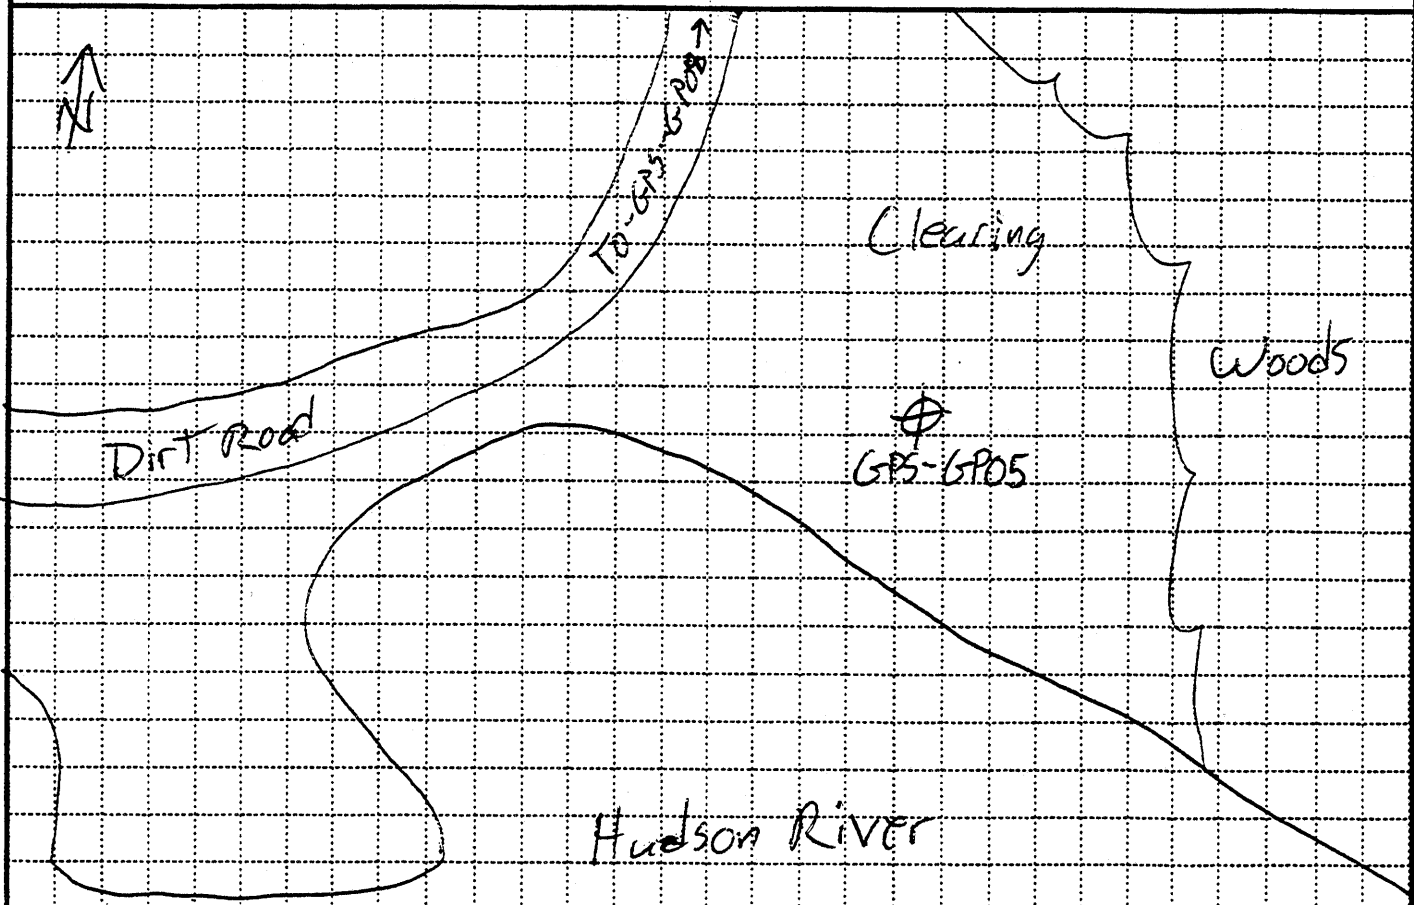 N
TO-GPS-GP08→
Clearing
Woods
Dirt Road
GPS-GP05
Hudson River